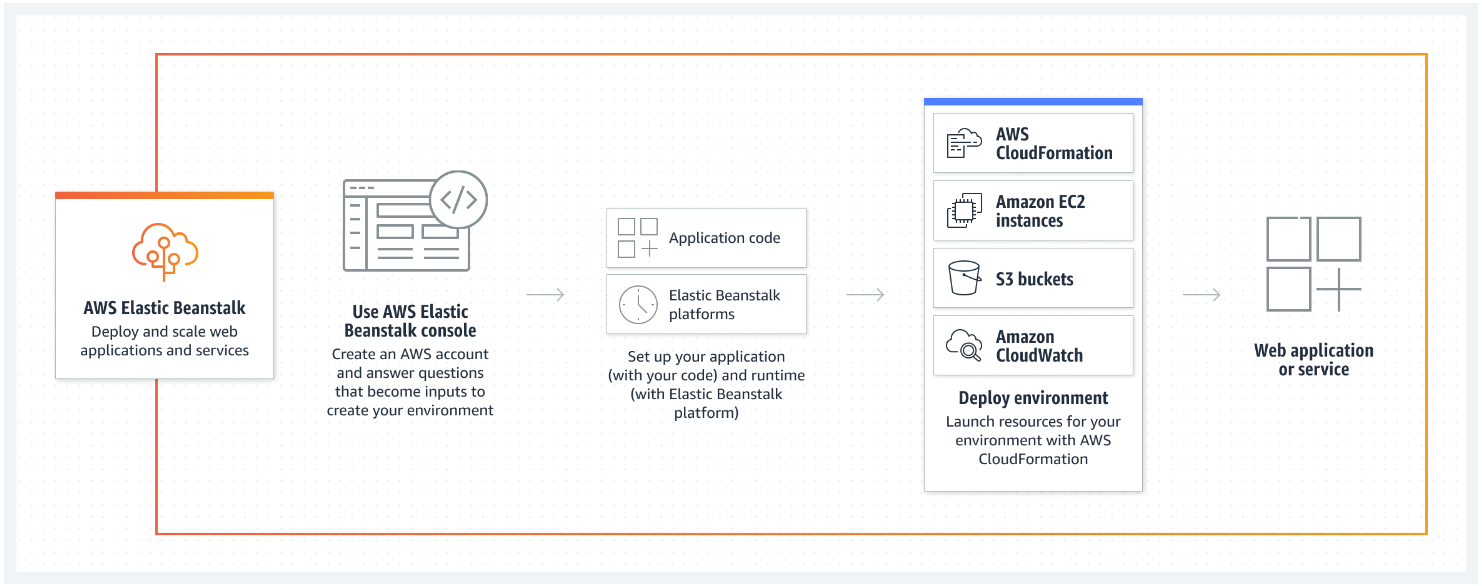 AWS Elastic Beanstalk
Deploy and scale web
applications and services
</>
Use AWS Elastic
Beanstalk console
Create an AWS account
and answer questions
that become inputs to
create your environment
Application code
Elastic Beanstalk
platforms
Set up your application
(with your code) and runtime
(with Elastic Beanstalk
platform)
AWS
CloudFormation
Amazon EC2
instances
S3 buckets
Amazon
CloudWatch
Deploy environment
Launch resources for your
environment with AWS
CloudFormation
Web application
or service